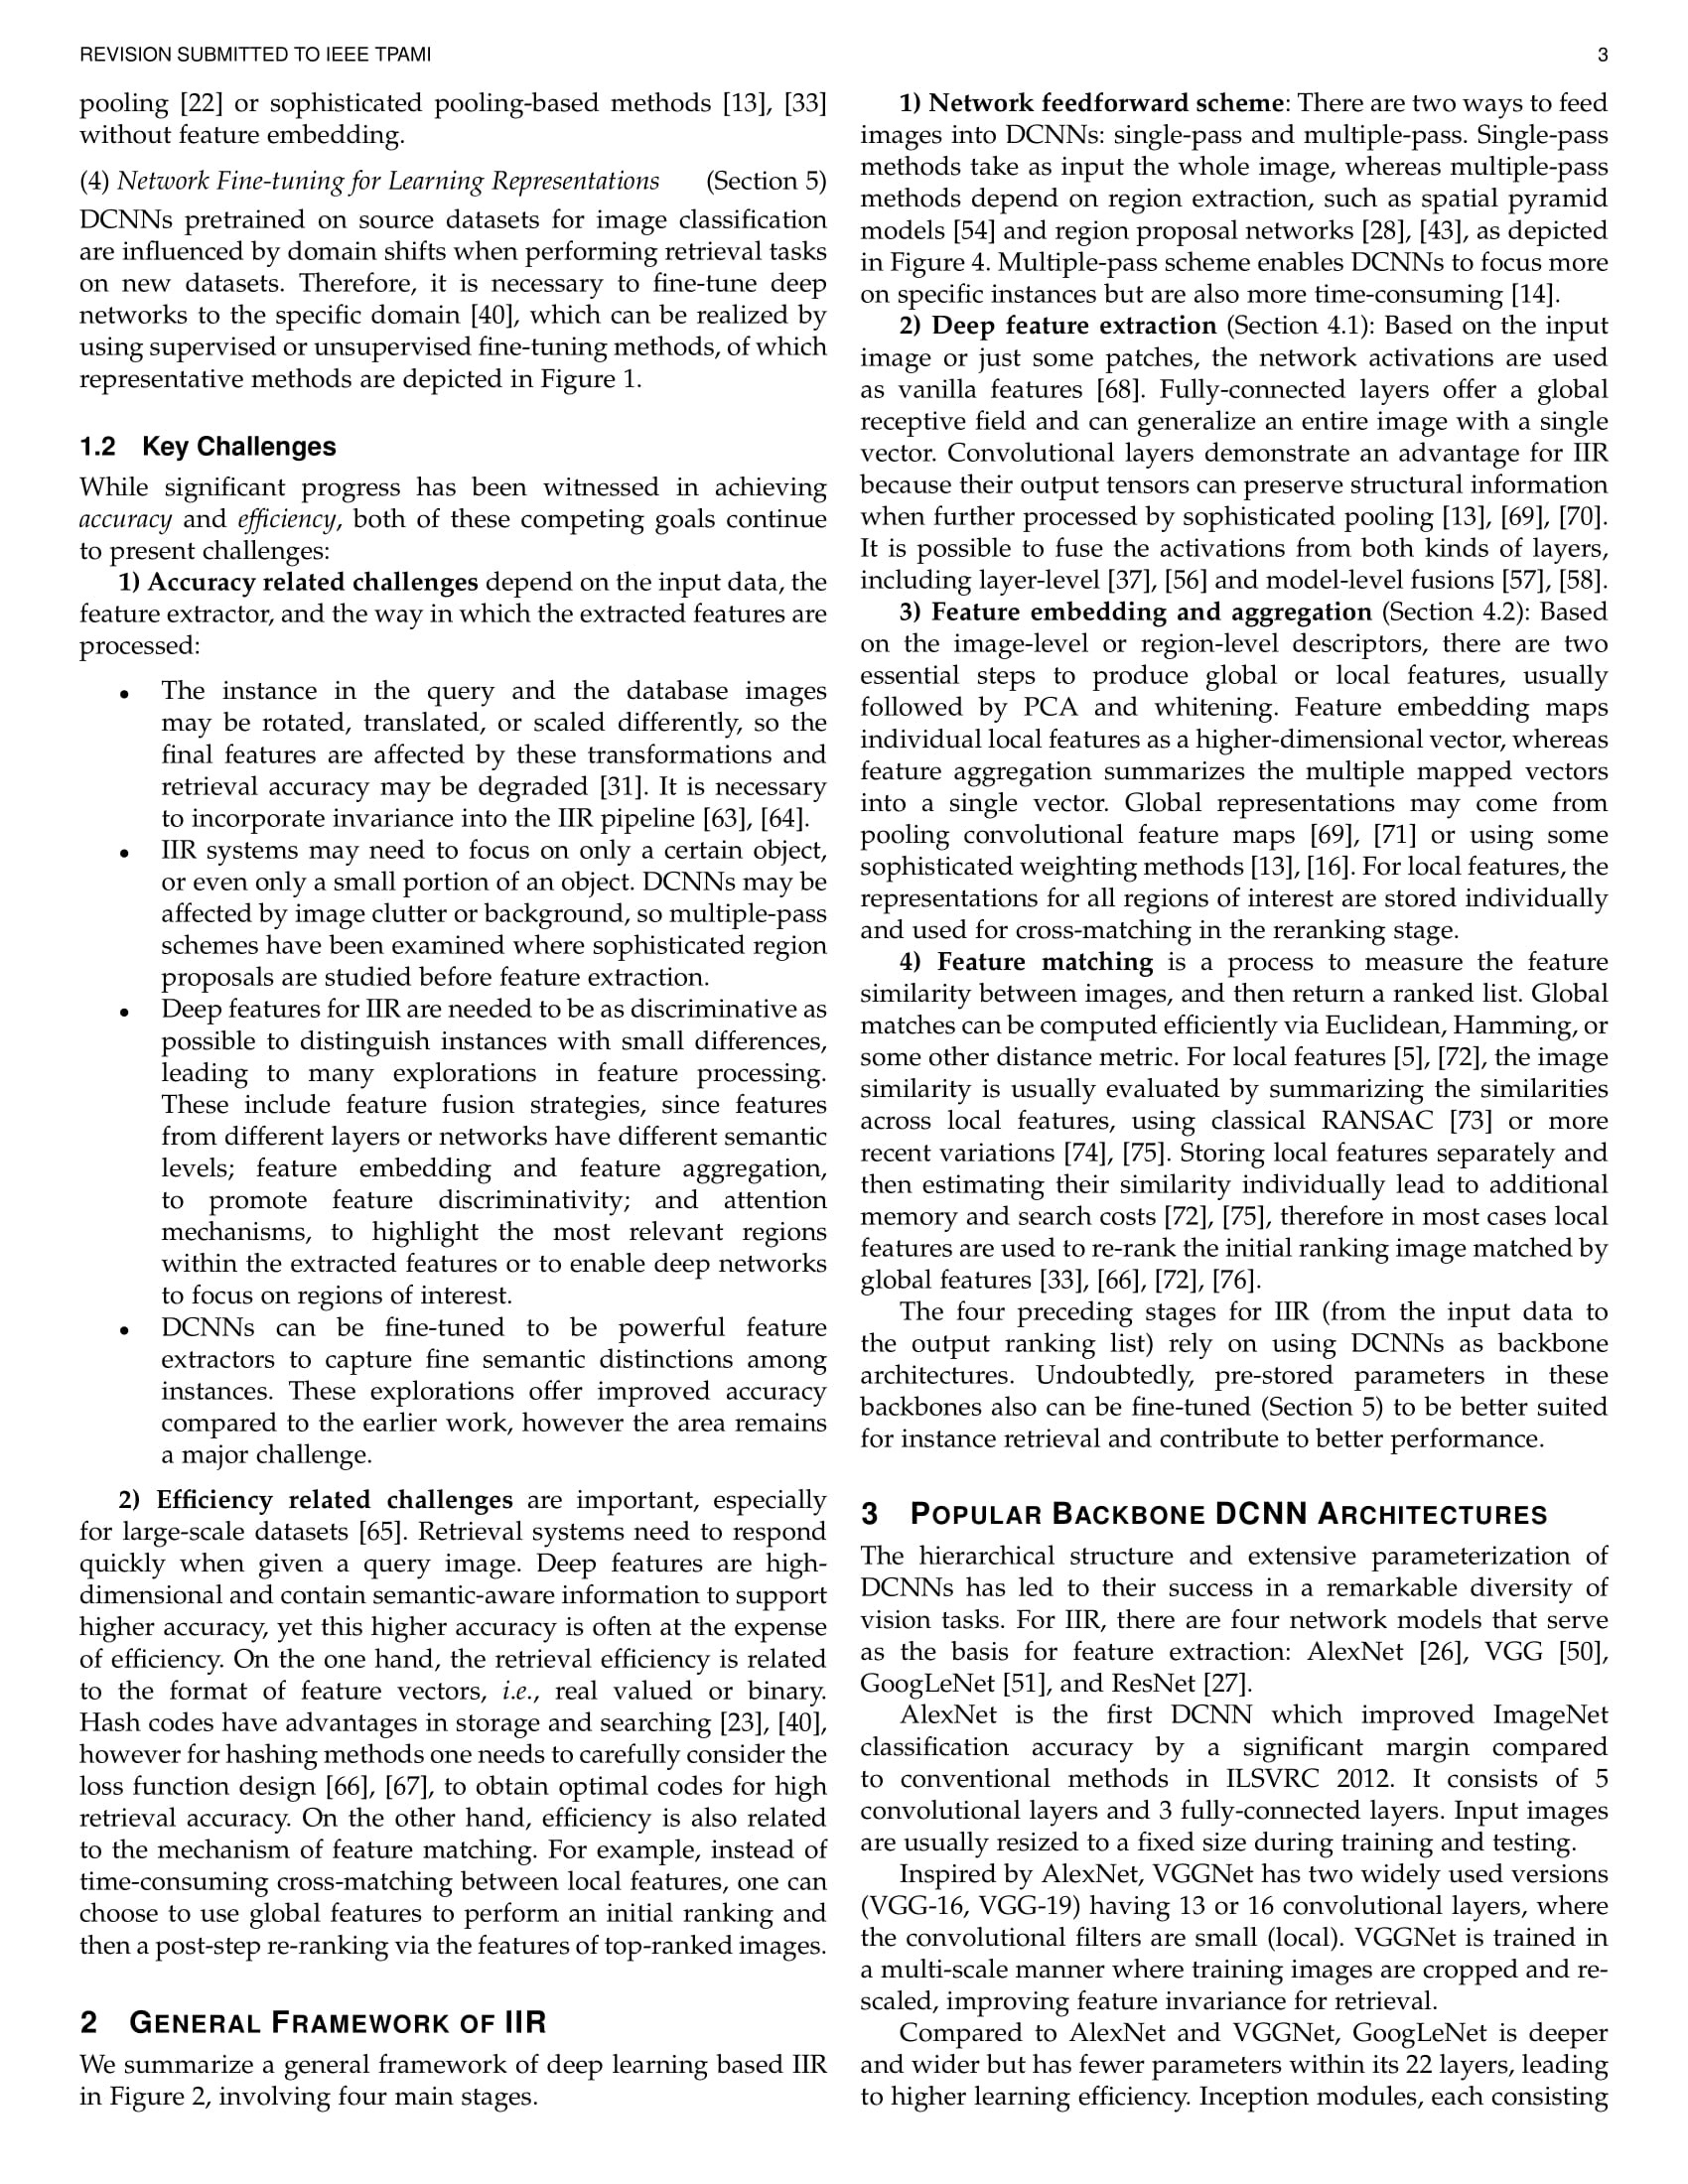 REVISION SUBMITTED TO IEEE TPAMI
3
pooling [22] or sophisticated pooling-based methods [13], [33]
without feature embedding.
(4) Network Fine-tuning for Learning Representations (Section 5)
DCNNs pretrained on source datasets for image classification
are influenced by domain shifts when performing retrieval tasks
on new datasets. Therefore, it is necessary to fine-tune deep
networks to the specific domain [40], which can be realized by
using supervised or unsupervised fine-tuning methods, of which
representative methods are depicted in Figure 1.
1.2 Key Challenges
While significant progress has been witnessed in achieving
accuracy and efficiency, both of these competing goals continue
to present challenges:
1) Accuracy related challenges depend on the input data, the
feature extractor, and the way in which the extracted features are
processed:
• The instance in the query and the database images
may be rotated, translated, or scaled differently, so the
final features are affected by these transformations and
retrieval accuracy may be degraded [31]. It is necessary
to incorporate invariance into the IIR pipeline [63], [64].
• IIR systems may need to focus on only a certain object,
or even only a small portion of an object. DCNNs may be
affected by image clutter or background, so multiple-pass
schemes have been examined where sophisticated region
proposals are studied before feature extraction.
• Deep features for IIR are needed to be as discriminative as
possible to distinguish instances with small differences,
leading to many explorations in feature processing.
These include feature fusion strategies, since features
from different layers or networks have different semantic
levels; feature embedding and feature aggregation,
to promote feature discriminativity; and attention
mechanisms, to highlight the most relevant regions
within the extracted features or to enable deep networks
to focus on regions of interest.
• DCNNs can be fine-tuned to be powerful feature
extractors to capture fine semantic distinctions among
instances. These explorations offer improved accuracy
compared to the earlier work, however the area remains
a major challenge.
2) Efficiency related challenges are important, especially
for large-scale datasets [65]. Retrieval systems need to respond
quickly when given a query image. Deep features are high-
dimensional and contain semantic-aware information to support
higher accuracy, yet this higher accuracy is often at the expense
of efficiency. On the one hand, the retrieval efficiency is related
to the format of feature vectors, i.e., real valued or binary.
Hash codes have advantages in storage and searching [23], [40],
however for hashing methods one needs to carefully consider the
loss function design [66], [67], to obtain optimal codes for high
retrieval accuracy. On the other hand, efficiency is also related
to the mechanism of feature matching. For example, instead of
time-consuming cross-matching between local features, one can
choose to use global features to perform an initial ranking and
then a post-step re-ranking via the features of top-ranked images.
2 GENERAL FRAMEWORK OF IIR
We summarize a general framework of deep learning based IIR
in Figure 2, involving four main stages.
1) Network feedforward scheme: There are two ways to feed
images into DCNNs: single-pass and multiple-pass. Single-pass
methods take as input the whole image, whereas multiple-pass
methods depend on region extraction, such as spatial pyramid
models [54] and region proposal networks [28], [43], as depicted
in Figure 4. Multiple-pass scheme enables DCNNs to focus more
on specific instances but are also more time-consuming [14].
2) Deep feature extraction (Section 4.1): Based on the input
image or just some patches, the network activations are used
as vanilla features [68]. Fully-connected layers offer a global
receptive field and can generalize an entire image with a single
vector. Convolutional layers demonstrate an advantage for IIR
because their output tensors can preserve structural information
when further processed by sophisticated pooling [13], [69], [70].
It is possible to fuse the activations from both kinds of layers,
including layer-level [37], [56] and model-level fusions [57], [58].
3) Feature embedding and aggregation (Section 4.2): Based
on the image-level or region-level descriptors, there are two
essential steps to produce global or local features, usually
followed by PCA and whitening. Feature embedding maps
individual local features as a higher-dimensional vector, whereas
feature aggregation summarizes the multiple mapped vectors
into a single vector. Global representations may come from
pooling convolutional feature maps [69], [71] or using some
sophisticated weighting methods [13], [16]. For local features, the
representations for all regions of interest are stored individually
and used for cross-matching in the reranking stage.
4) Feature matching is a process to measure the feature
similarity between images, and then return a ranked list. Global
matches can be computed efficiently via Euclidean, Hamming, or
some other distance metric. For local features [5], [72], the image
similarity is usually evaluated by summarizing the similarities
across local features, using classical RANSAC [73] or more
recent variations [74], [75]. Storing local features separately and
then estimating their similarity individually lead to additional
memory and search costs [72], [75], therefore in most cases local
features are used to re-rank the initial ranking image matched by
global features [33], [66], [72], [76].
The four preceding stages for IIR (from the input data to
the output ranking list) rely on using DCNNs as backbone
architectures. Undoubtedly, pre-stored parameters in these
backbones also can be fine-tuned (Section 5) to be better suited
for instance retrieval and contribute to better performance.
3 POPULAR BACKBONE DCNN ARCHITECTURES
The hierarchical structure and extensive parameterization of
DCNNs has led to their success in a remarkable diversity of
vision tasks. For IIR, there are four network models that serve
as the basis for feature extraction: AlexNet [26], VGG [50],
GoogLeNet [51], and ResNet [27].
AlexNet is the first DCNN which improved ImageNet
classification accuracy by a significant margin compared
to conventional methods in ILSVRC 2012. It consists of 5
convolutional layers and 3 fully-connected layers. Input images
are usually resized to a fixed size during training and testing.
Inspired by AlexNet, VGGNet has two widely used versions
(VGG-16, VGG-19) having 13 or 16 convolutional layers, where
the convolutional filters are small (local). VGGNet is trained in
a multi-scale manner where training images are cropped and re-
scaled, improving feature invariance for retrieval.
Compared to AlexNet and VGGNet, GoogLeNet is deeper
and wider but has fewer parameters within its 22 layers, leading
to higher learning efficiency. Inception modules, each consisting